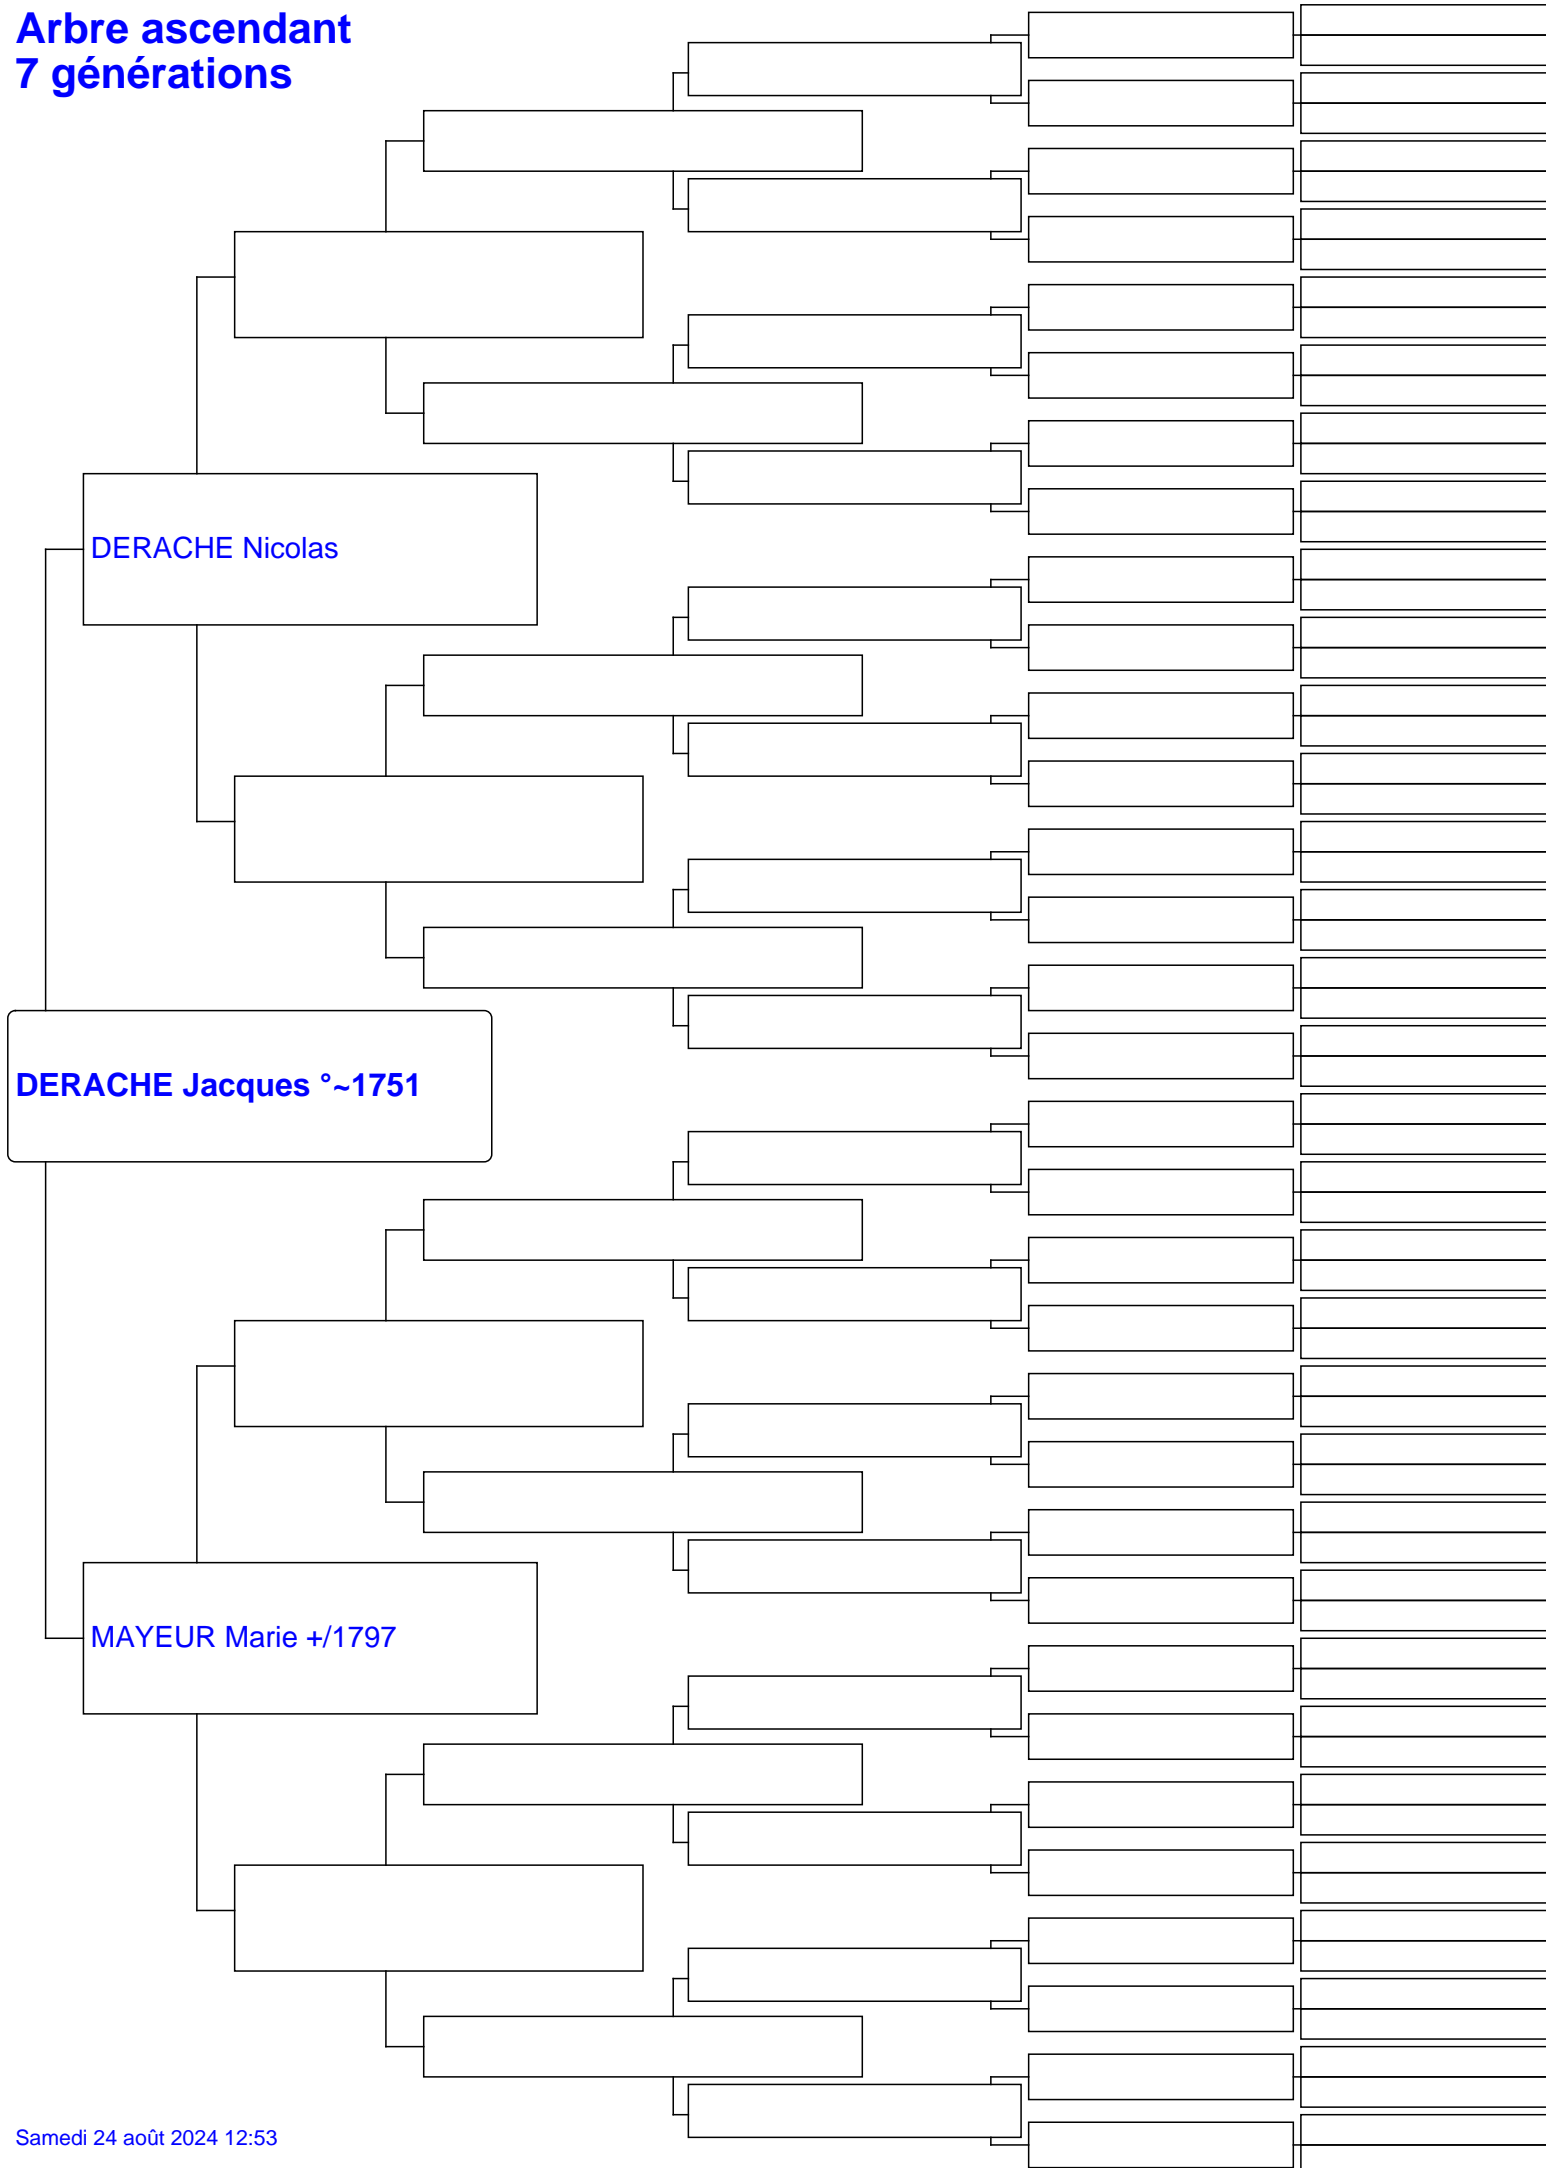 Arbre ascendant
7 générations
DERACHE Nicolas
DERACHE Jacques °~1751
MAYEUR Marie +/1797
Samedi 24 août 2024 12:53